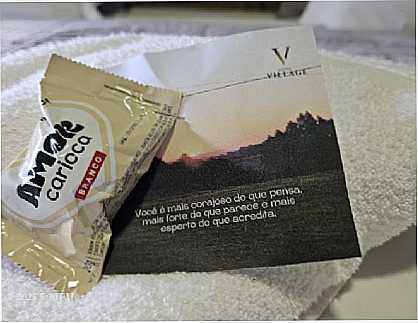 V
VILLAGE
AMOR
carioca
BRANCO
Você é mais corajoso do que pensa,
mais forte do que parece e mais
esperto do que acredita.